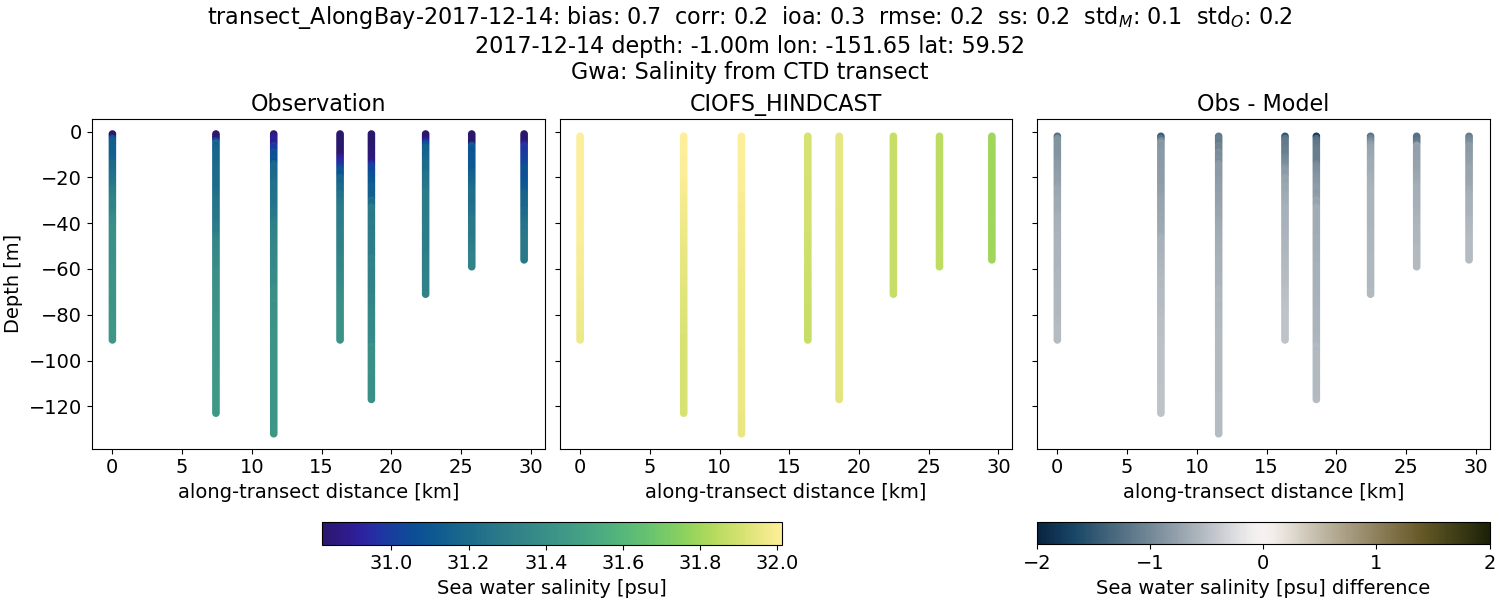 transect_AlongBay-2017-12-14: bias: 0.7 corr: 0.2 ioa: 0.3 rmse: 0.2 ss: 0.2 std_M: 0.1 std_O: 0.2
2017-12-14 depth: -1.00m lon: -151.65 lat: 59.52
Gwa: Salinity from CTD transect
Observation
CIOFS_HINDCAST
Obs - Model
Depth [m]
0
−20
−40
−60
−80
−100
−120
0 5 10 15 20 25 30
0 5 10 15 20 25 30
0 5 10 15 20 25 30
along-transect distance [km]
along-transect distance [km]
along-transect distance [km]
31.0 31.2 31.4 31.6 31.8 32.0
Sea water salinity [psu]
−2 −1 0 1 2
Sea water salinity [psu] difference